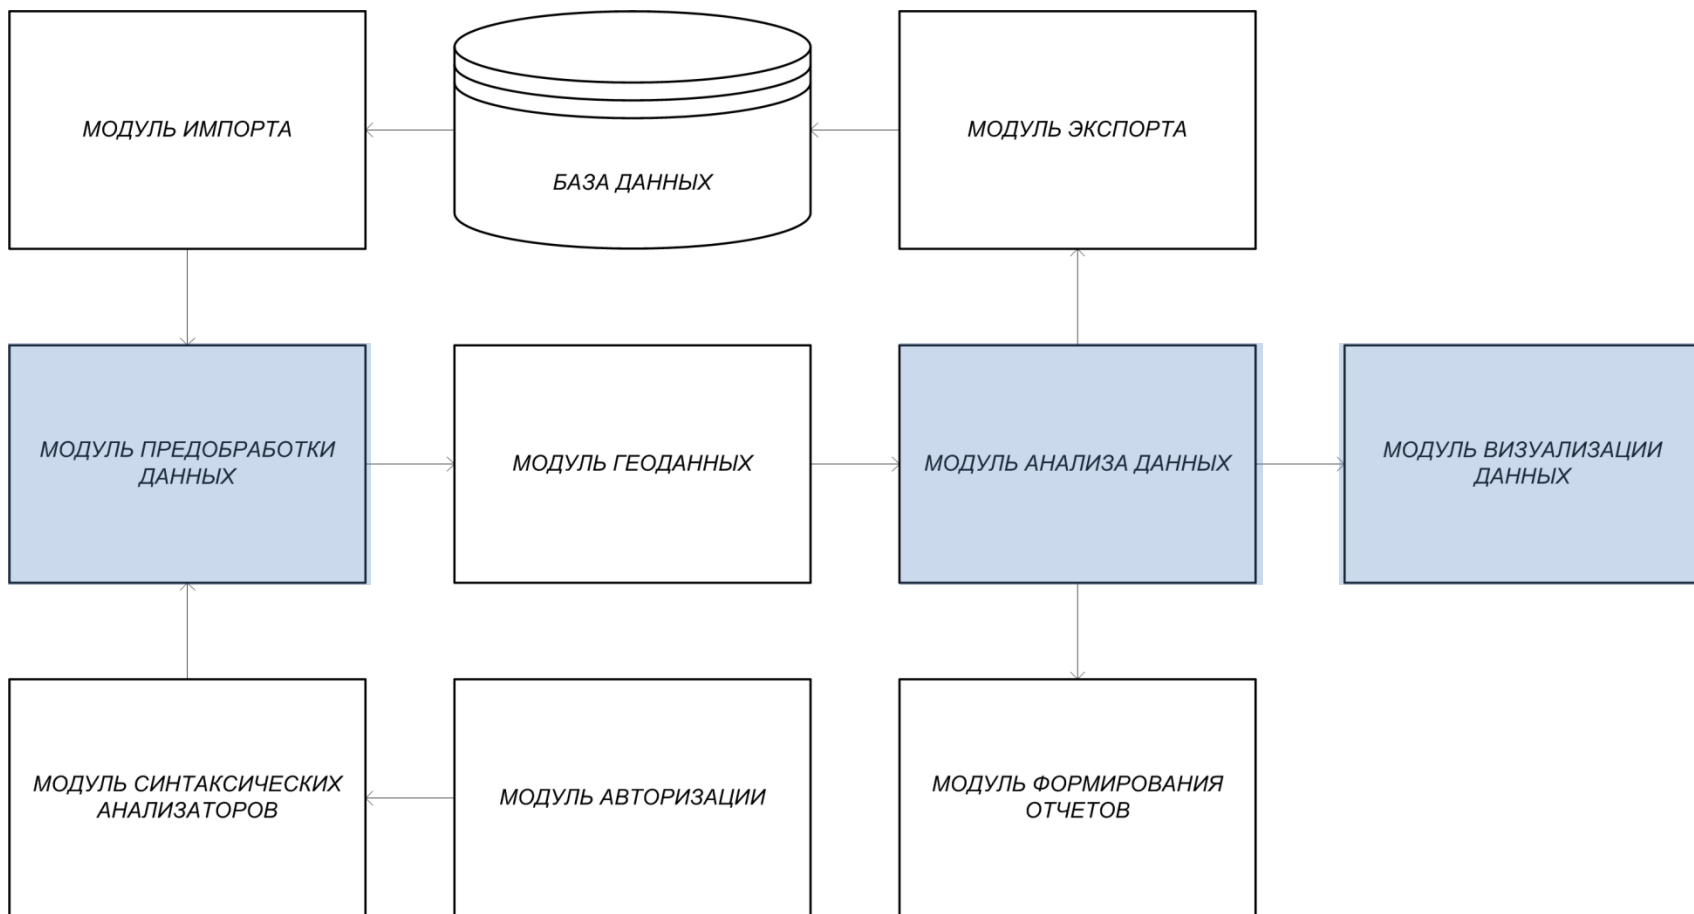 МОДУЛЬ ИМПОРТА
БАЗА ДАННЫХ
МОДУЛЬ ЭКСПОРТА
МОДУЛЬ ПРЕДОБРАБОТКИ
ДАННЫХ
МОДУЛЬ ГЕОДАННЫХ
МОДУЛЬ АНАЛИЗА ДАННЫХ
МОДУЛЬ ВИЗУАЛИЗАЦИИ
ДАННЫХ
МОДУЛЬ СИНТАКСИЧЕСКИХ
АНАЛИЗАТОРОВ
МОДУЛЬ АВТОРИЗАЦИИ
МОДУЛЬ ФОРМИРОВАНИЯ
ОТЧЕТОВ